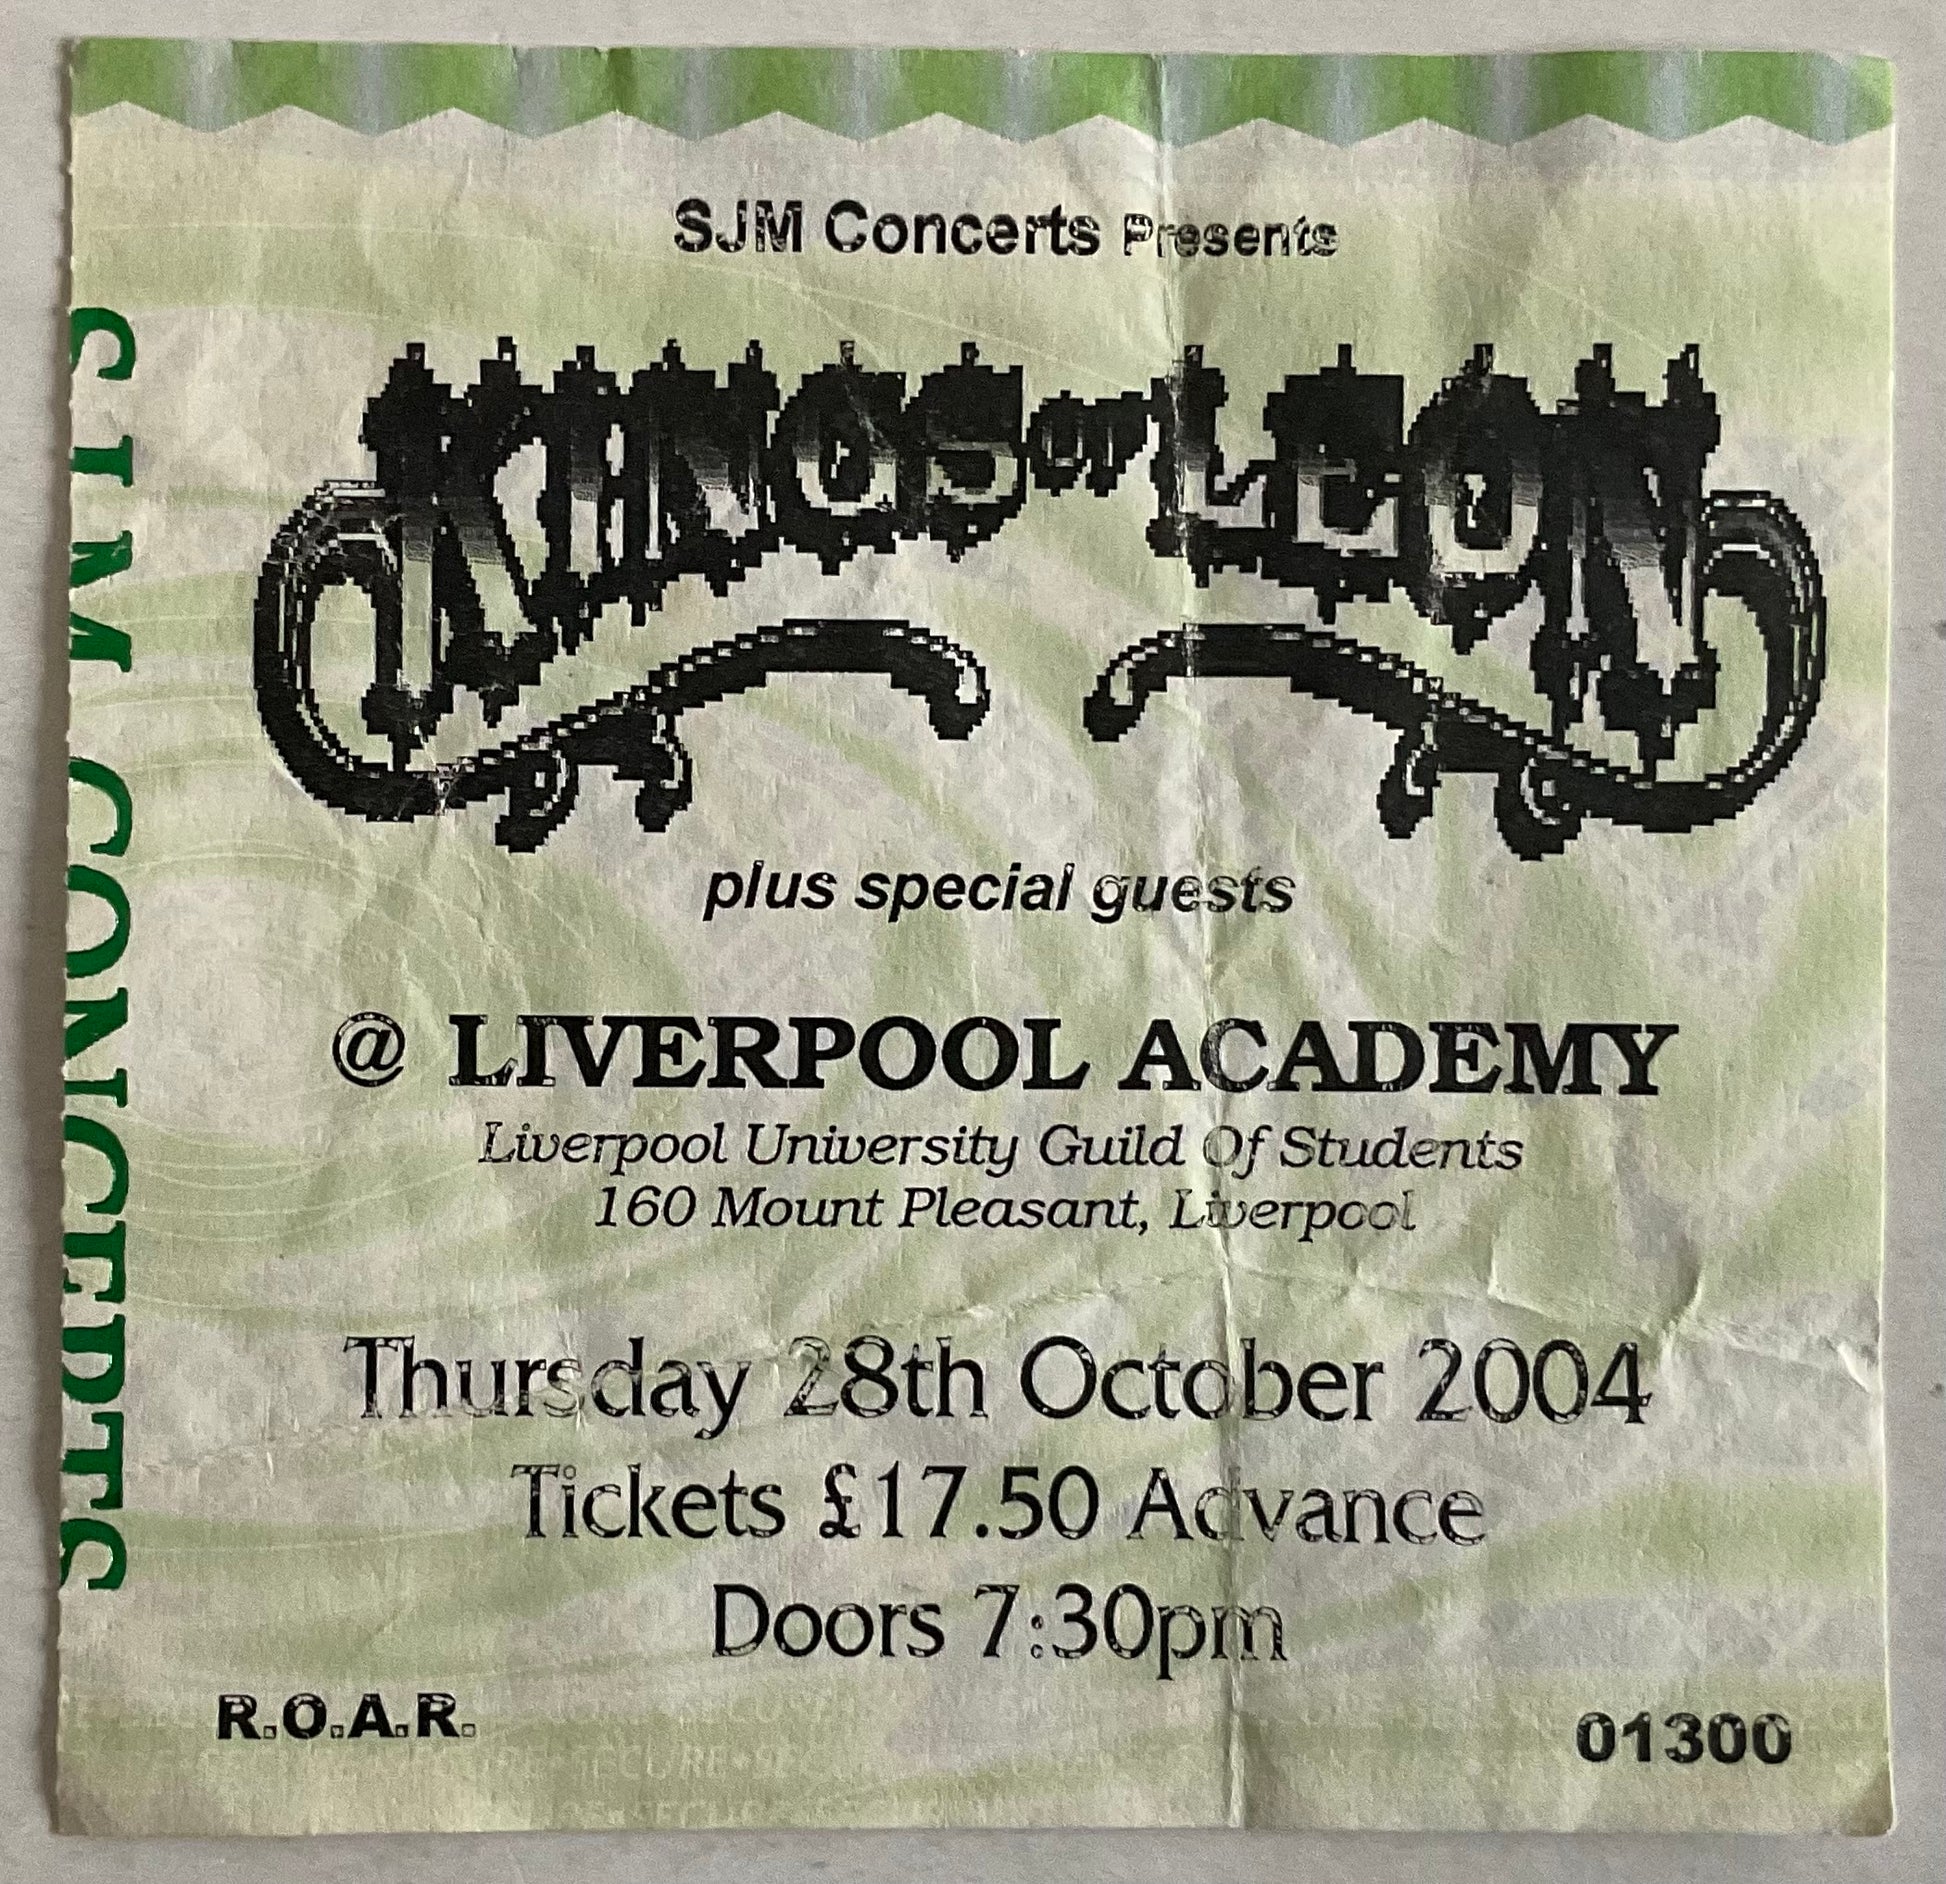 SJM Concerts Presents
KINGS OF LEON
plus special guests
@ LIVERPOOL ACADEMY
Liverpool University Guild Of Students
160 Mount Pleasant, Liverpool
Thursday 28th October 2004
Tickets £17.50 Advance
Doors 7:30pm
R.O.A.R.
01300
SJM CONCERTS
SECURE